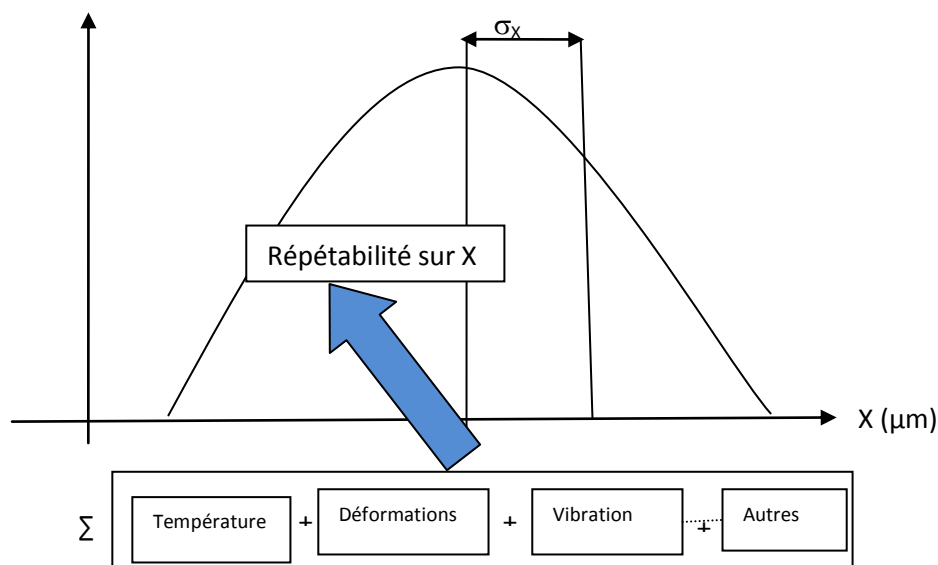 σX
Répétabilité sur X
X (µm)
∑ Température + Déformations + Vibration + Autres